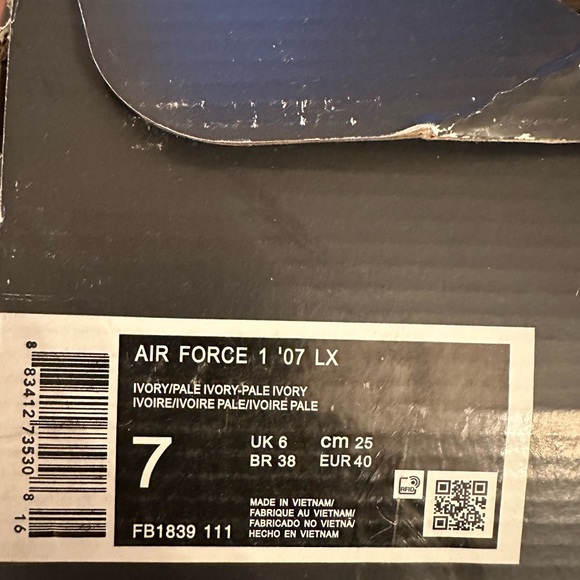 AIR FORCE 1 '07 LX
IVORY/PALE IVORY-PALE IVORY
IVOIRE/IVOIRE PALE/IVOIRE PALE
7
UK 6 cm 25
BR 38 EUR 40
RFID
MADE IN VIETNAM/
FABRIQUE AU VIETNAM/
FABRICADO NO VIETNÃ/
HECHO EN VIETNAM
FB1839 111
8 83412 73530 8 16